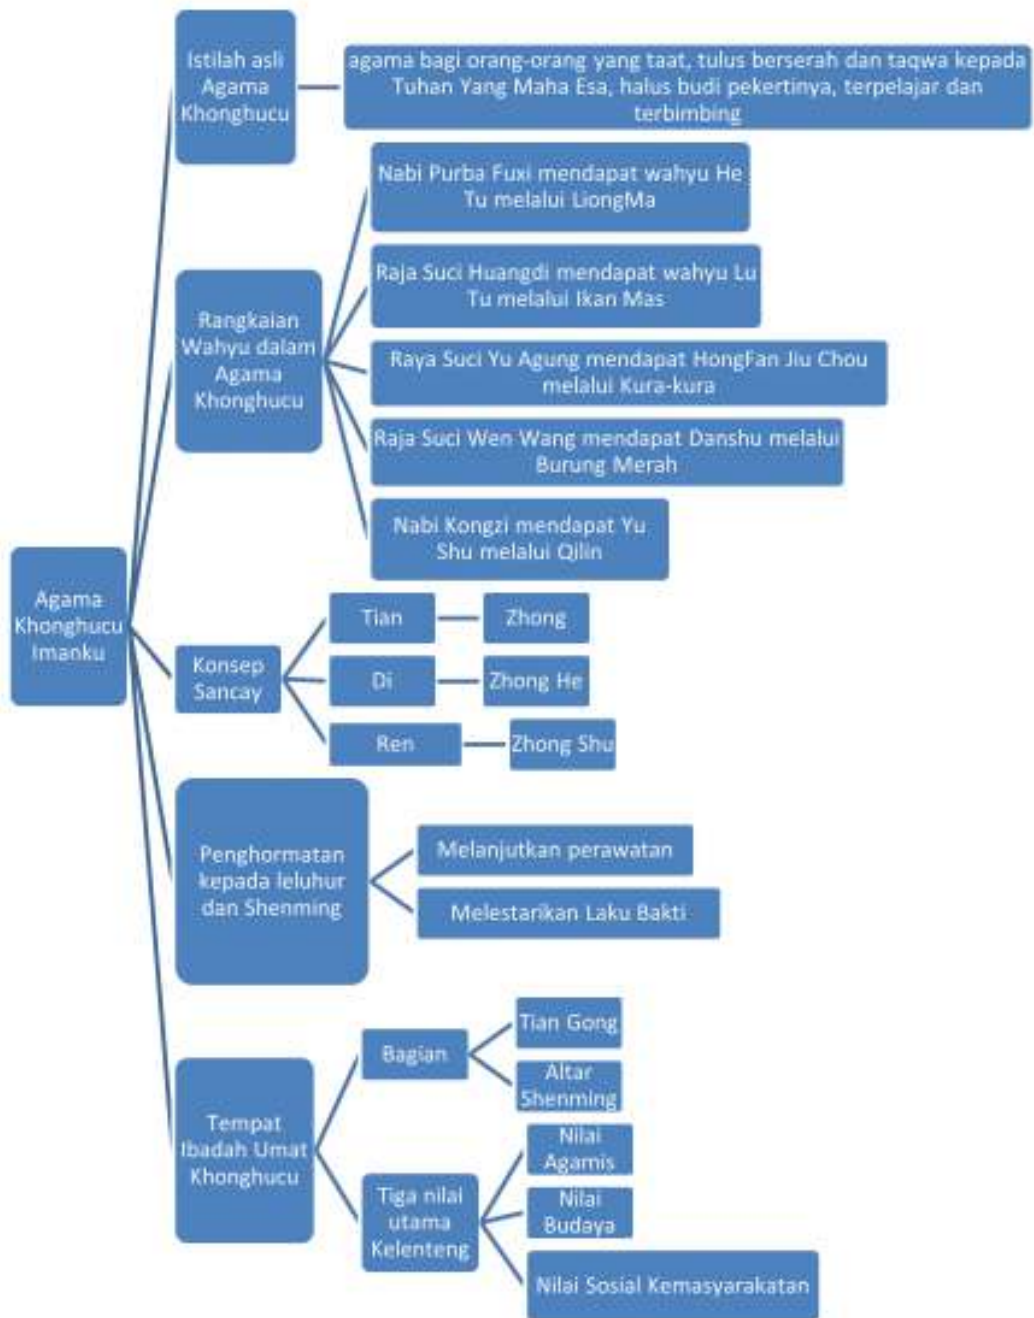 Agama
Khonghucu
Imanku
Istilah asli
Agama
Khonghucu
agama bagi orang-orang yang taat, tulus berserah dan taqwa kepada
Tuhan Yang Maha Esa, halus budi pekertinya, terpelajar dan
terbimbing
Rangkaian
Wahyu dalam
Agama
Khonghucu
Nabi Purba Fuxi mendapat wahyu He
Tu melalui LiongMa
Raja Suci Huangdi mendapat wahyu Lu
Tu melalui Ikan Mas
Raya Suci Yu Agung mendapat HongFan Jiu Chou
melalui Kura-kura
Raja Suci Wen Wang mendapat Danshu melalui
Burung Merah
Nabi Kongzi mendapat Yu
Shu melalui Qilin
Konsep
Sancay
Tian
Zhong
Di
Zhong He
Ren
Zhong Shu
Penghormatan
kepada leluhur
dan Shenming
Melanjutkan perawatan
Melestarikan Laku Bakti
Tempat
Ibadah Umat
Khonghucu
Bagian
Tian Gong
Altar
Shenming
Tiga nilai
utama
Kelenteng
Nilai
Agamis
Nilai
Budaya
Nilai Sosial Kemasyarakatan